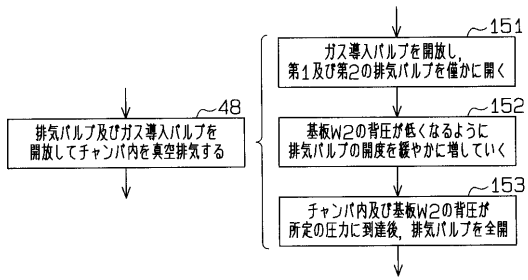 48
排気バルブ及びガス導入バルブを
開放してチャンバ内を真空排気する
151
ガス導入バルブを開放し,
第1及び第2の排気バルブを僅かに開く
152
基板W2の背圧が低くなるように
排気バルブの開度を緩やかに増していく
153
チャンバ内及び基板W2の背圧が
所定の圧力に到達後,排気バルブを全開